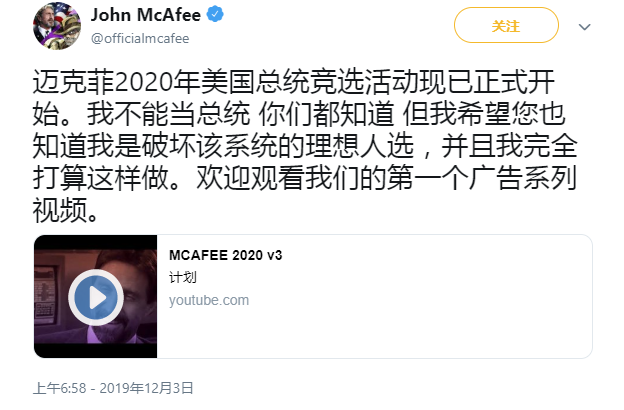 John McAfee
@officialmcafee
关注
迈克菲2020年美国总统竞选活动现已正式开
始。我不能当总统 你们都知道 但我希望您也
知道我是破坏该系统的理想人选，并且我完全
打算这样做。欢迎观看我们的第一个广告系列
视频。
MCAFEE 2020 v3
计划
youtube.com
上午6:58 - 2019年12月3日